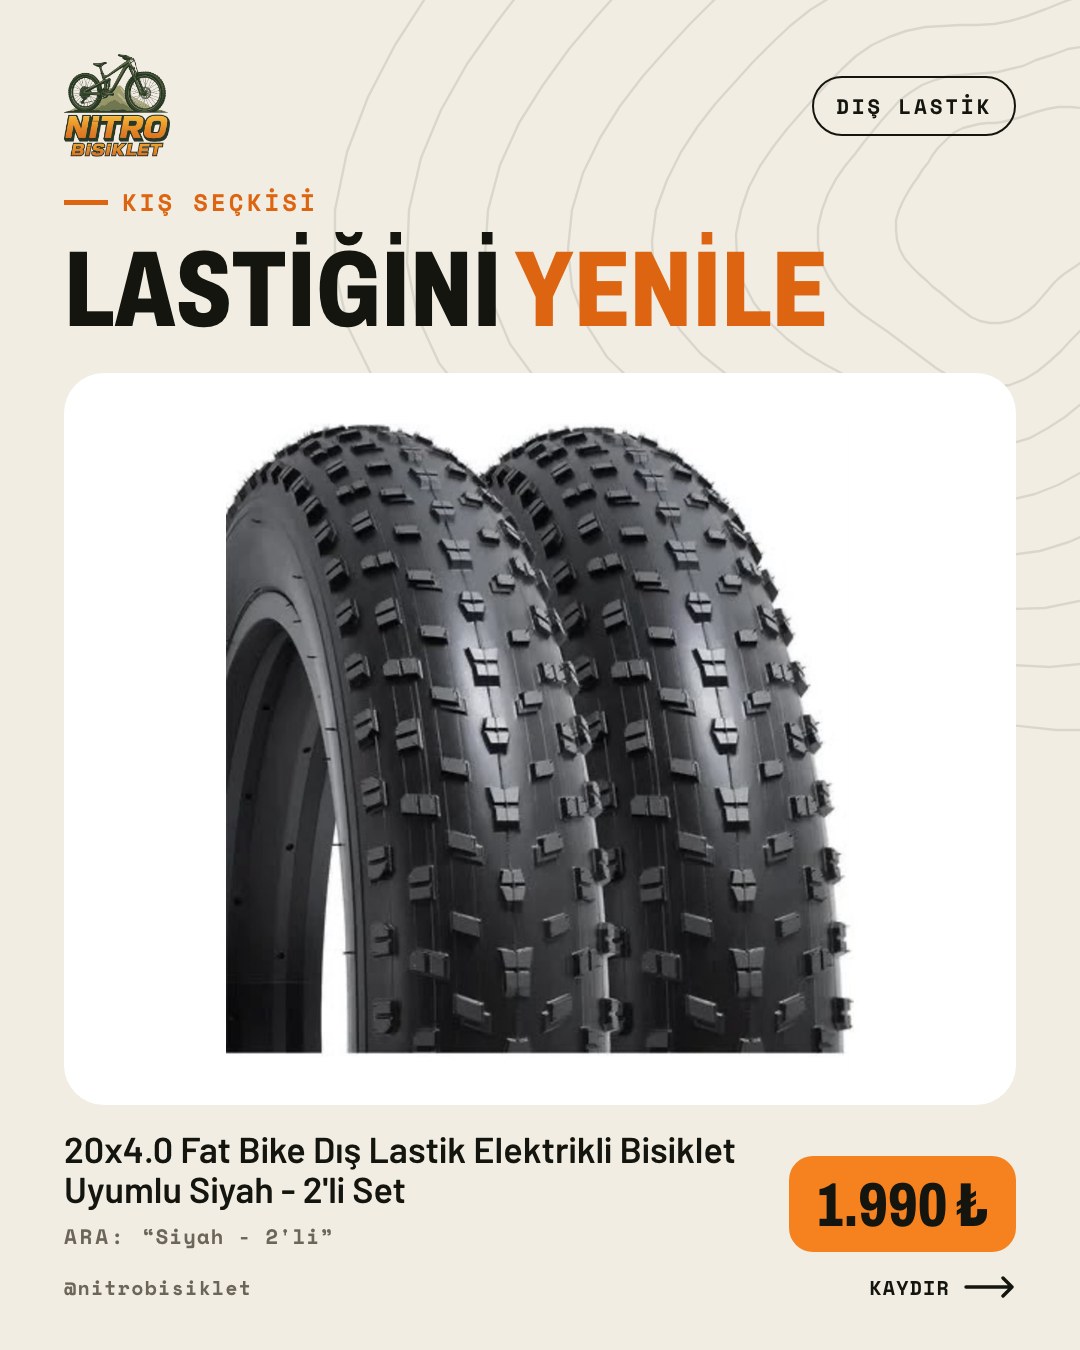 NİTRO
BISIKLET
DIŞ LASTİK
KIŞ SEÇKİSİ
LASTİĞİNİ YENİLE
20x4.0 Fat Bike Dış Lastik Elektrikli Bisiklet
Uyumlu Siyah - 2'li Set
1.990 ₺
ARA: “Siyah - 2'li”
@nitrobisiklet
KAYDIR